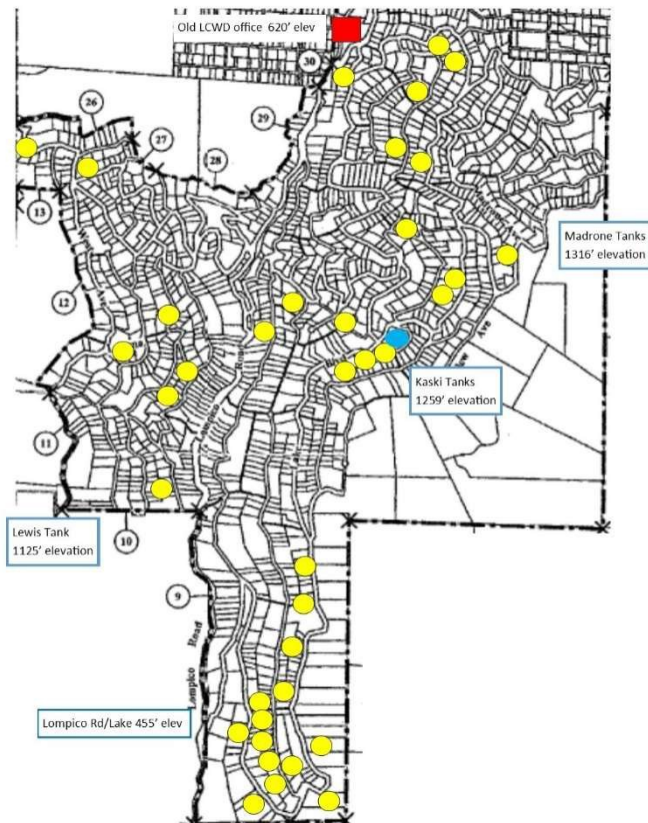 Old LCWD office 620' elev
30
26
29
27
28
13
Madrone Tanks
1316' elevation
12
Ave
Kaski Tanks
1259' elevation
11
Lewis Tank
1125' elevation
10
9
Lompico Road
Lompico Rd/Lake 455' elev